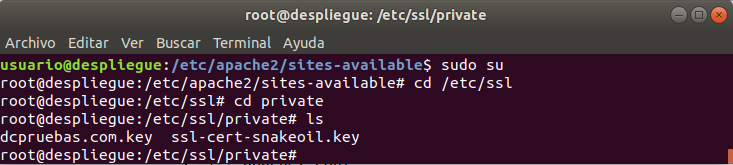 root@despliegue: /etc/ssl/private
Archivo Editar Ver Buscar Terminal Ayuda
usuario@despliegue:/etc/apache2/sites-available$ sudo su
root@despliegue:/etc/apache2/sites-available# cd /etc/ssl
root@despliegue:/etc/ssl# cd private
root@despliegue:/etc/ssl/private# ls
dcpruebas.com.key  ssl-cert-snakeoil.key
root@despliegue:/etc/ssl/private#